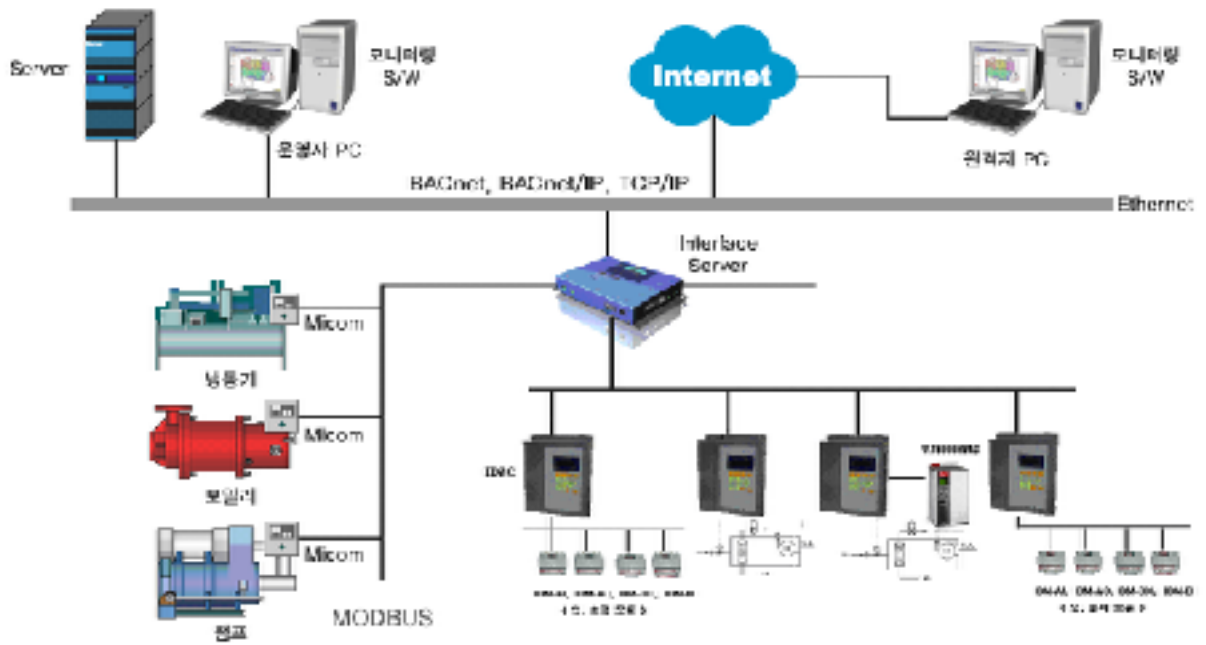 Server
모니터링
S/W
운영자 PC
Internet
모니터링
S/W
원격지 PC
BACnet, BACnet/IP, TCP/IP
Ethernet
Interface
Server
Micom
냉동기
Micom
보일러
Micom
펌프
MODBUS